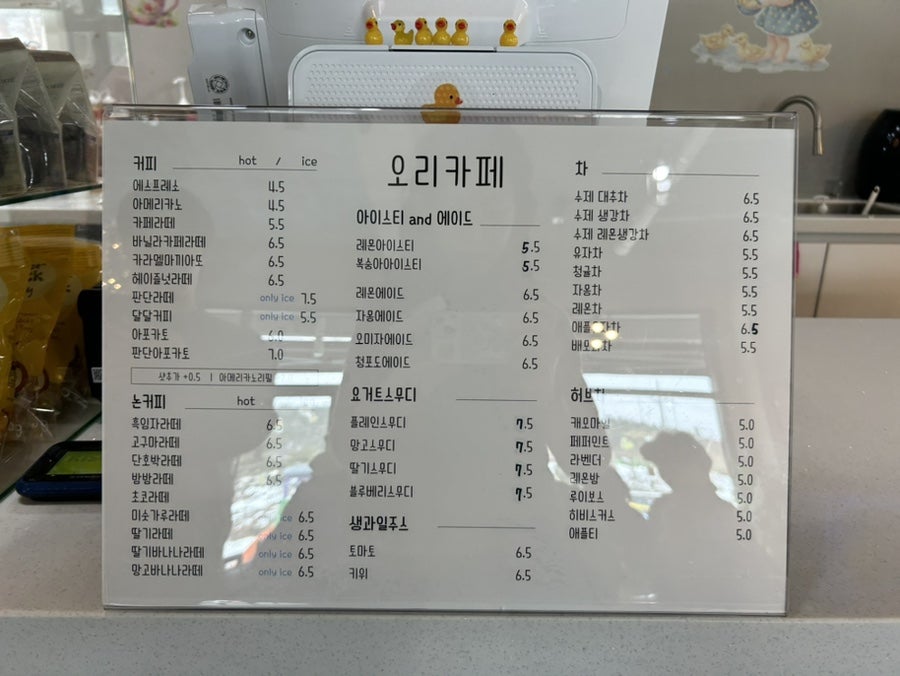 오리카페
커피 hot / ice
에스프레소 4.5
아메리카노 4.5
카페라떼 5.5
바닐라카페라떼 6.5
카라멜마끼아또 6.5
헤이즐넛라떼 6.5
판단라떼 only ice 7.5
달달커피 only ice 5.5
아포카토 6.0
판단아포카토 7.0
샷추가 +0.5 | 아메리카노리필
논커피 hot
흑임자라떼 6.5
고구마라떼 6.5
단호박라떼 6.5
방방라떼 6.5
초코라떼
미숫가루라떼 ice 6.5
딸기라떼 ice 6.5
딸기바나나라떼 only ice 6.5
망고바나나라떼 only ice 6.5
아이스티 and 에이드
레몬아이스티 5.5
복숭아아이스티 5.5
레몬에이드 6.5
자몽에이드 6.5
오미자에이드 6.5
청포도에이드 6.5
요거트스무디
플레인스무디 7.5
망고스무디 7.5
딸기스무디 7.5
블루베리스무디 7.5
생과일주스
토마토 6.5
키위 6.5
차
수제 대추차 6.5
수제 생강차 6.5
수제 레몬생강차 6.5
유자차 5.5
청귤차 5.5
자몽차 5.5
레몬차 5.5
6.5
5.5
허브차
캐모마일 5.0
페퍼민트 5.0
라벤더 5.0
레몬밤 5.0
루이보스 5.0
히비스커스 5.0
애플티 5.0